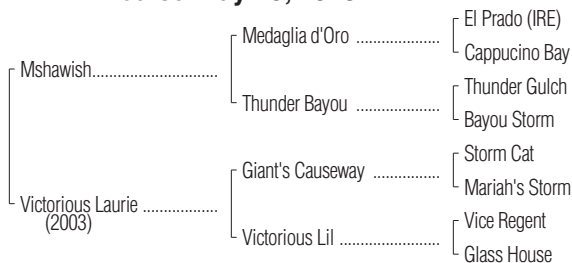 El Prado (IRE)
Medaglia d'Oro ....................
Cappucino Bay
Mshawish..............................
Thunder Gulch
Thunder Bayou ....................
Bayou Storm
Storm Cat
Giant's Causeway ................
Mariah's Storm
Victorious Laurie ..................
(2003)
Vice Regent
Victorious Lil ........................
Glass House